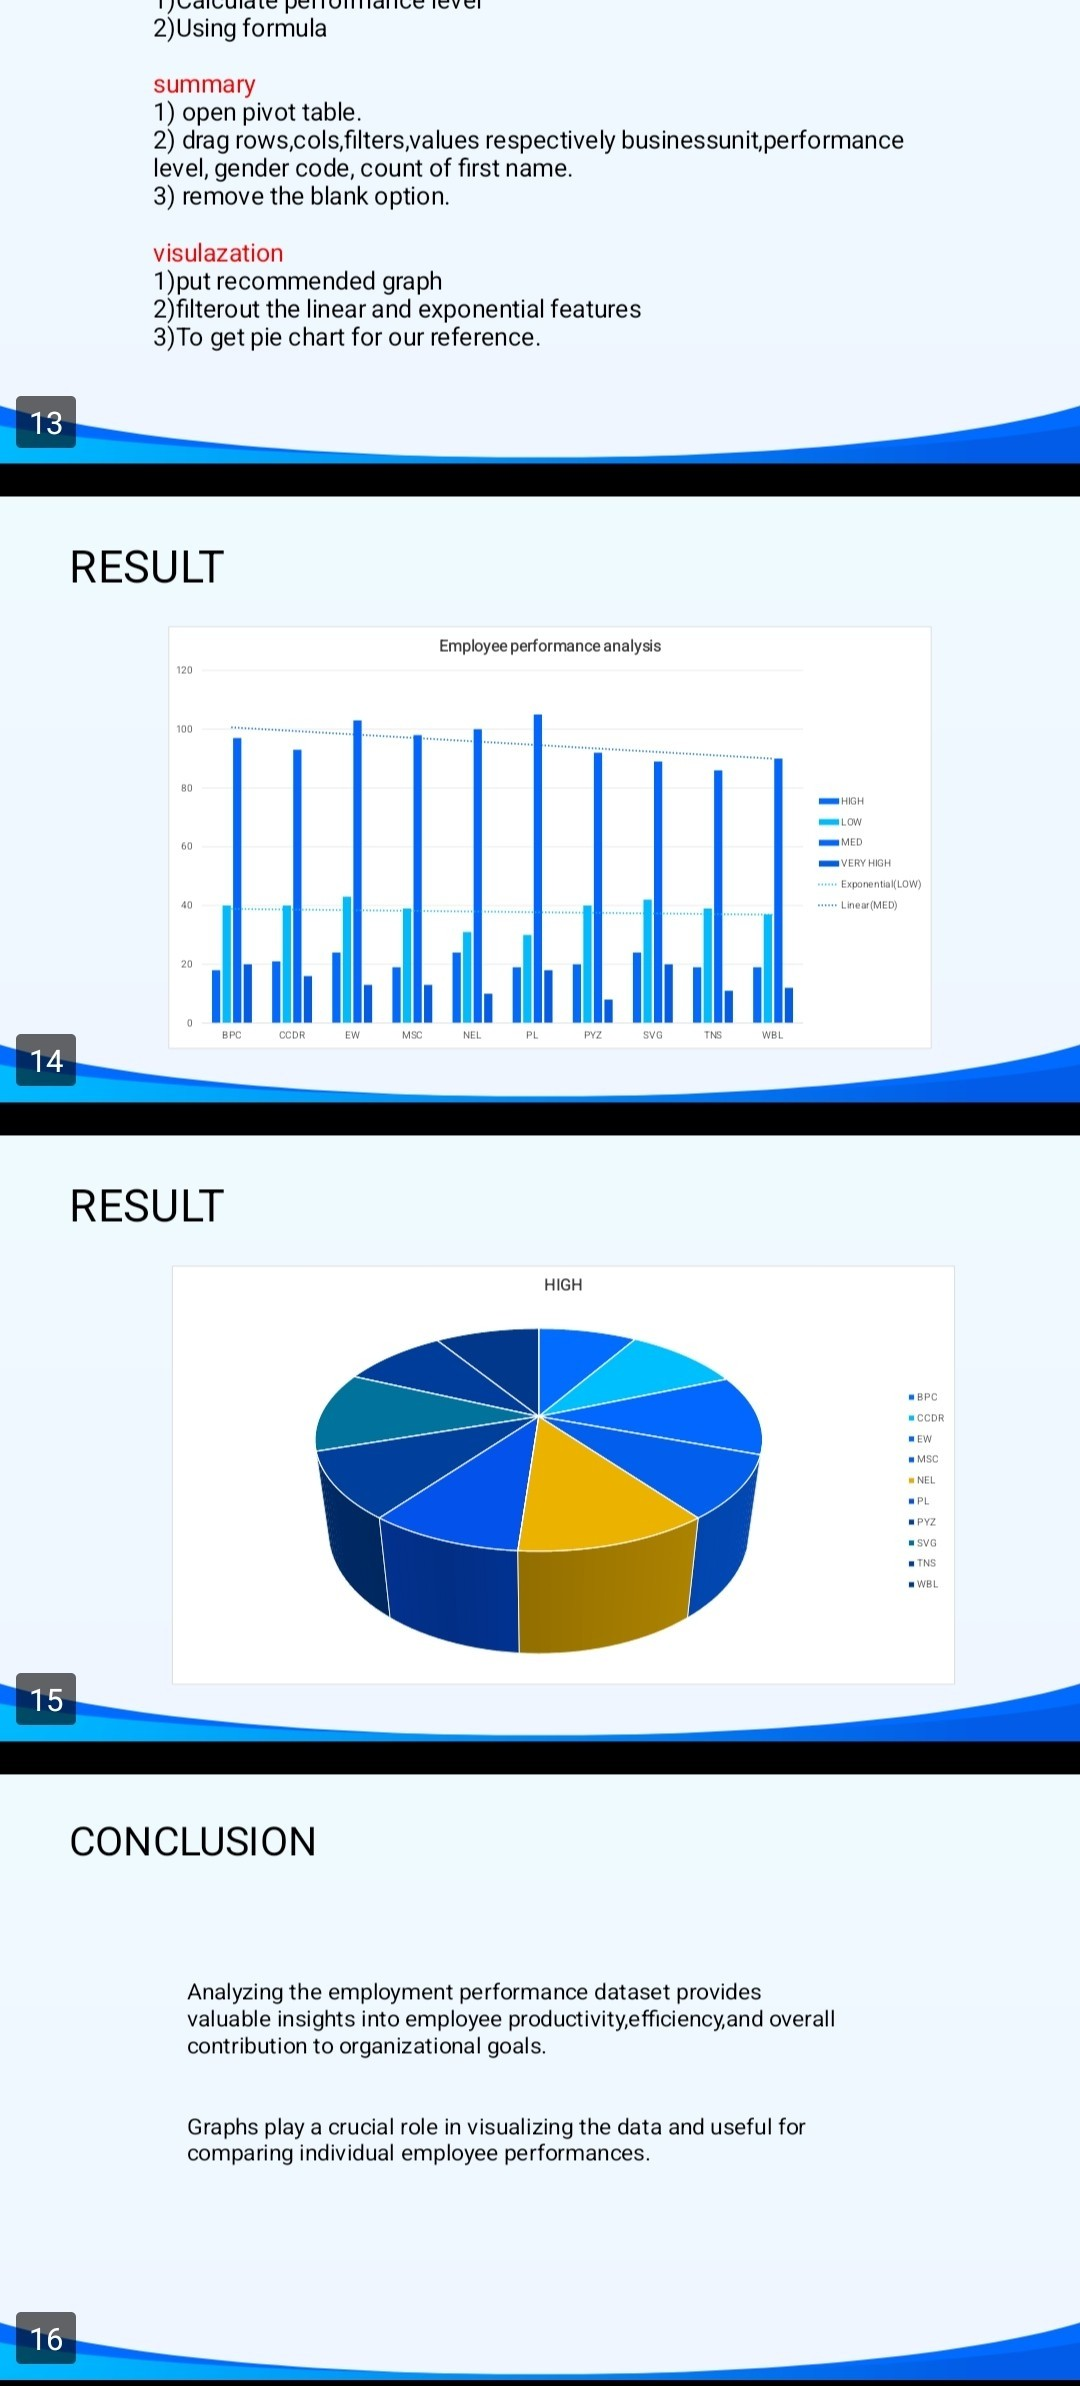 1)Calculate performance level
2)Using formula
summary
1) open pivot table.
2) drag rows,cols,filters,values respectively businessunit,performance
level, gender code, count of first name.
3) remove the blank option.
visulazation
1)put recommended graph
2)filterout the linear and exponential features
3)To get pie chart for our reference.
13
RESULT
Employee performance analysis
120
100
80
60
40
20
0
BPC CCDR EW MSC NEL PL PYZ SVG TNS WBL
HIGH
LOW
MED
VERY HIGH
Exponential(LOW)
Linear(MED)
14
RESULT
HIGH
BPC
CCDR
EW
MSC
NEL
PL
PYZ
SVG
TNS
WBL
15
CONCLUSION
Analyzing the employment performance dataset provides
valuable insights into employee productivity,efficiency,and overall
contribution to organizational goals.
Graphs play a crucial role in visualizing the data and useful for
comparing individual employee performances.
16